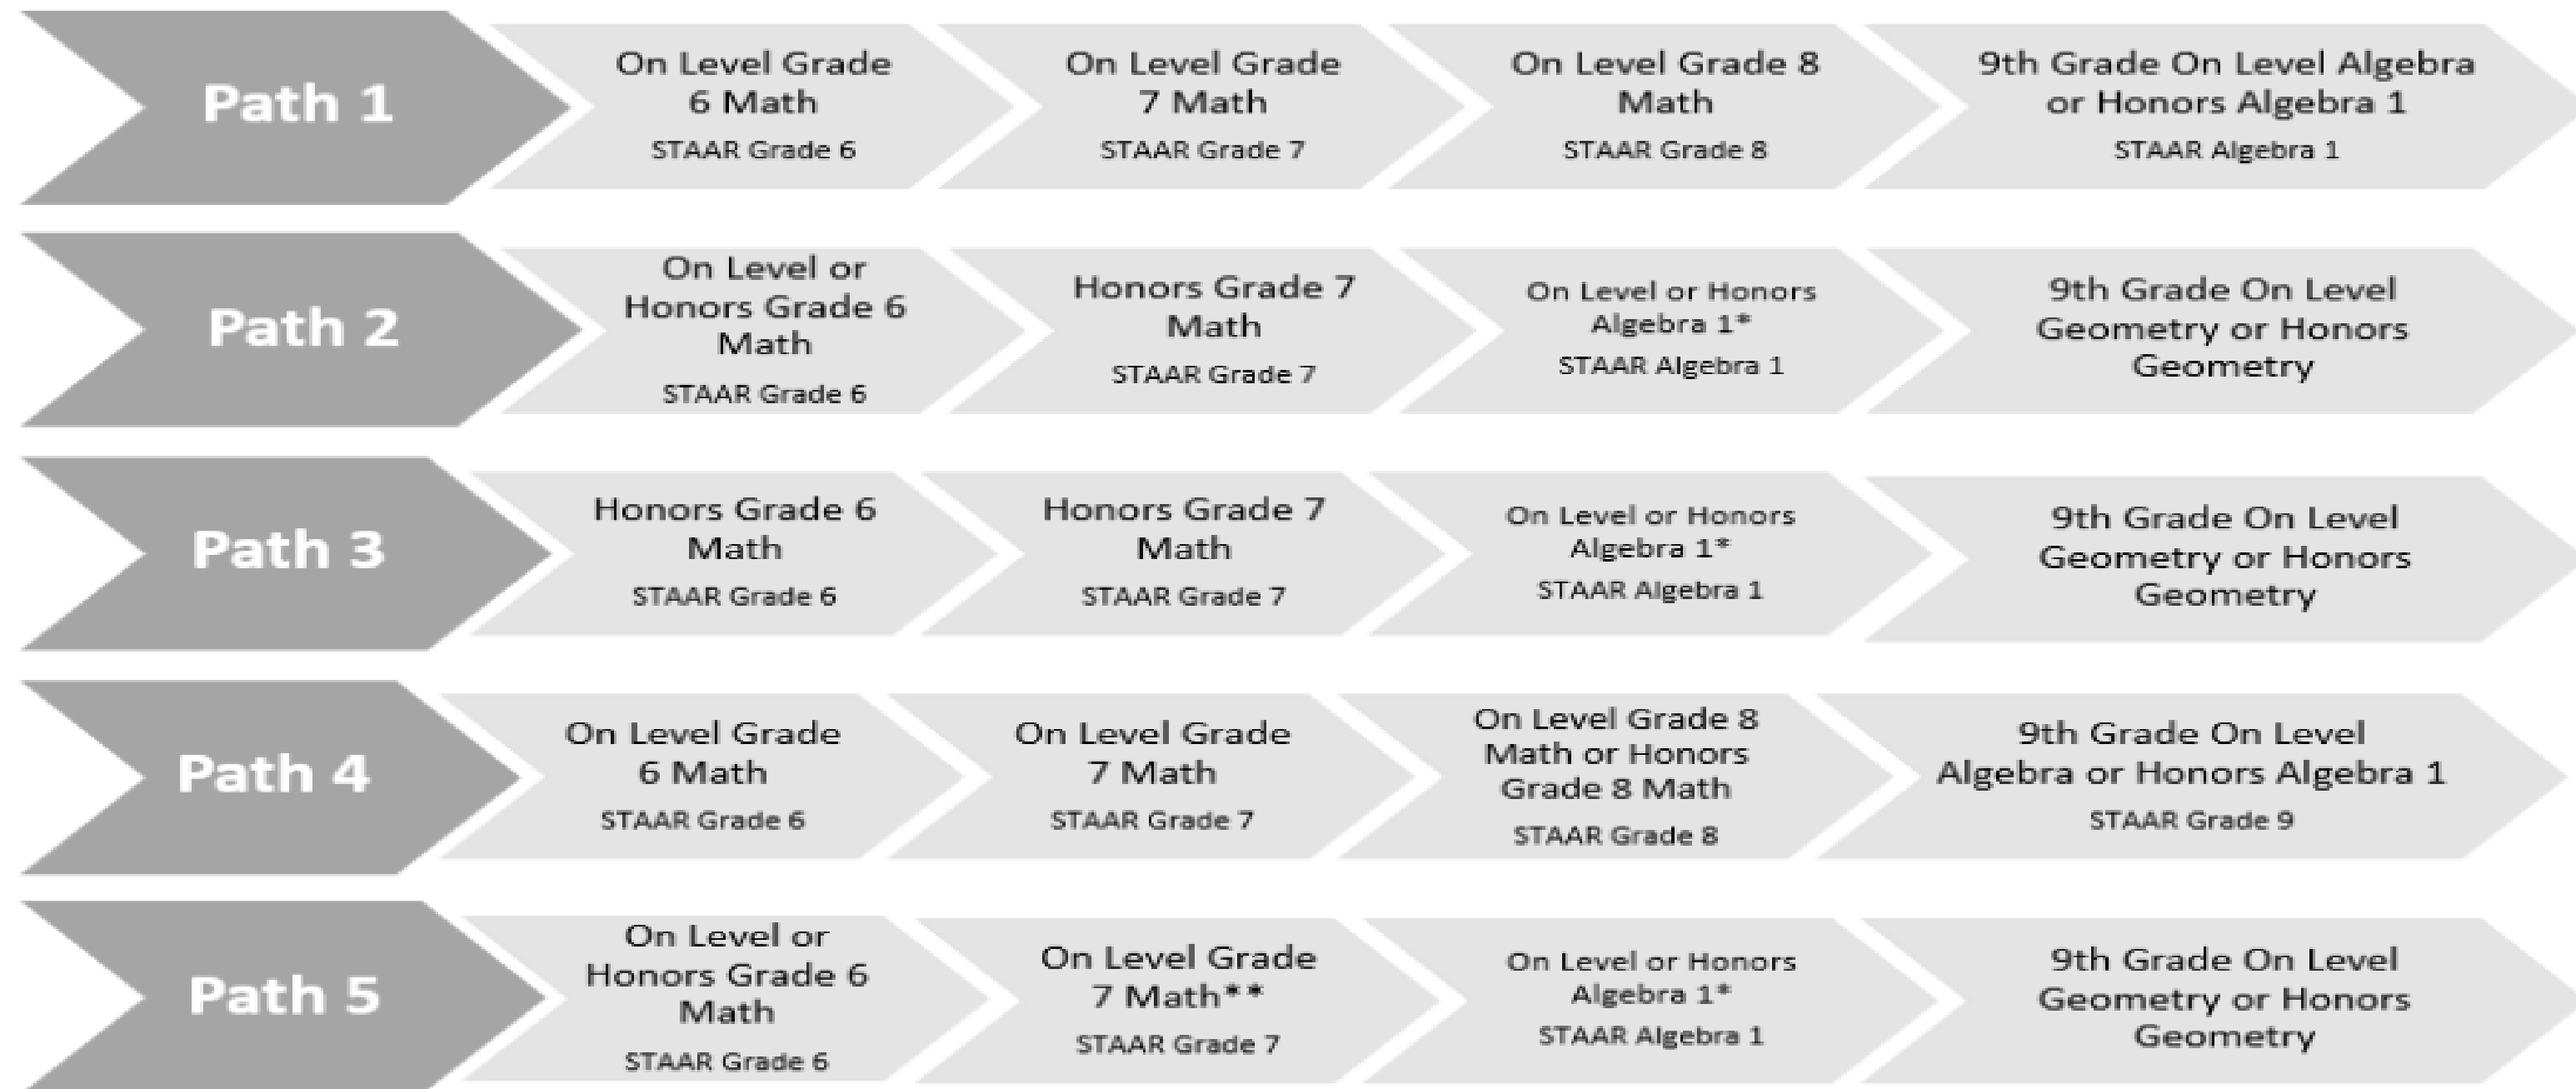 Path 1
On Level Grade
6 Math
STAAR Grade 6
On Level Grade
7 Math
STAAR Grade 7
On Level Grade 8
Math
STAAR Grade 8
9th Grade On Level Algebra
or Honors Algebra 1
STAAR Algebra 1
Path 2
On Level or
Honors Grade 6
Math
STAAR Grade 6
Honors Grade 7
Math
STAAR Grade 7
On Level or Honors
Algebra 1*
STAAR Algebra 1
9th Grade On Level
Geometry or Honors
Geometry
Path 3
Honors Grade 6
Math
STAAR Grade 6
Honors Grade 7
Math
STAAR Grade 7
On Level or Honors
Algebra 1*
STAAR Algebra 1
9th Grade On Level
Geometry or Honors
Geometry
Path 4
On Level Grade
6 Math
STAAR Grade 6
On Level Grade
7 Math
STAAR Grade 7
On Level Grade 8
Math or Honors
Grade 8 Math
STAAR Grade 8
9th Grade On Level
Algebra or Honors Algebra 1
STAAR Grade 9
Path 5
On Level or
Honors Grade 6
Math
STAAR Grade 6
On Level Grade
7 Math**
STAAR Grade 7
On Level or Honors
Algebra 1*
STAAR Algebra 1
9th Grade On Level
Geometry or Honors
Geometry